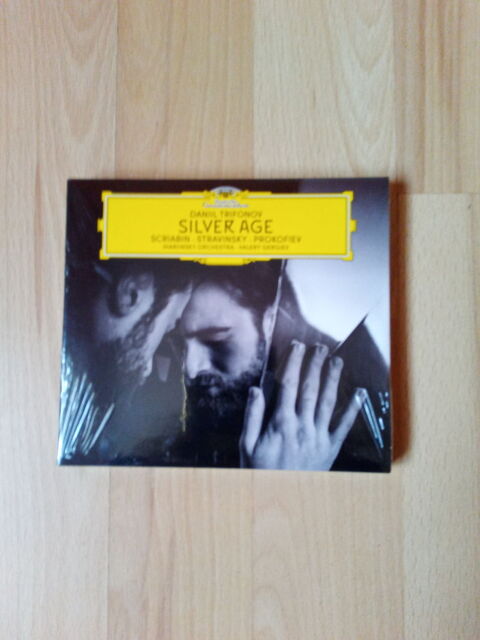 DANIIL TRIFONOV
SILVER AGE
SCRIABIN · STRAVINSKY · PROKOFIEV
MARIINSKY ORCHESTRA · VALERY GERGIEV